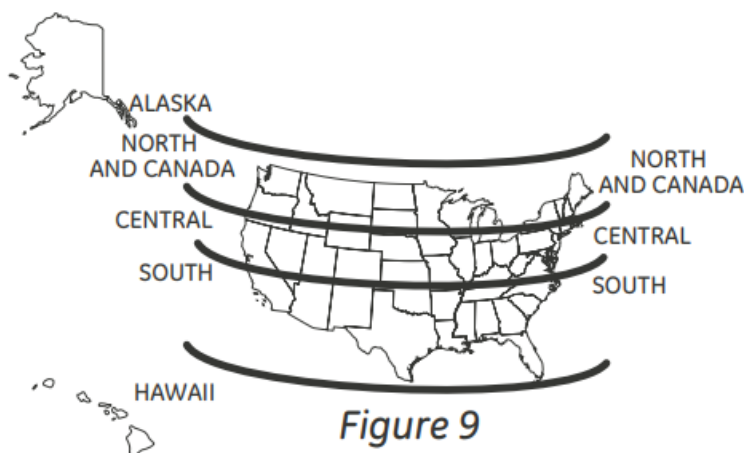 ALASKA
NORTH
AND CANADA
NORTH
AND CANADA
CENTRAL
CENTRAL
SOUTH
SOUTH
HAWAII
Figure 9